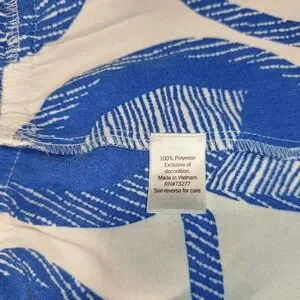 100% Polyester
Exclusive of
decoration.
Made in Vietnam
RN#73277
See reverse for care